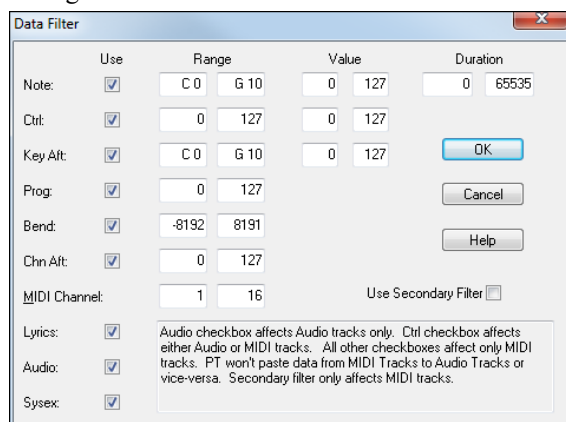 Data Filter
Use Range Value Duration
Note: C 0 G 10 0 127 0 65535
Ctrl: 0 127 0 127
Key Aft: C 0 G 10 0 127 OK
Prog: 0 127 Cancel
Bend: -8192 8191 Help
Chn Aft: 0 127
MIDI Channel: 1 16 Use Secondary Filter
Lyrics:
Audio:
Sysex:
Audio checkbox affects Audio tracks only. Ctrl checkbox affects
either Audio or MIDI tracks. All other checkboxes affect only MIDI
tracks. PT won't paste data from MIDI Tracks to Audio Tracks or
vice-versa. Secondary filter only affects MIDI tracks.